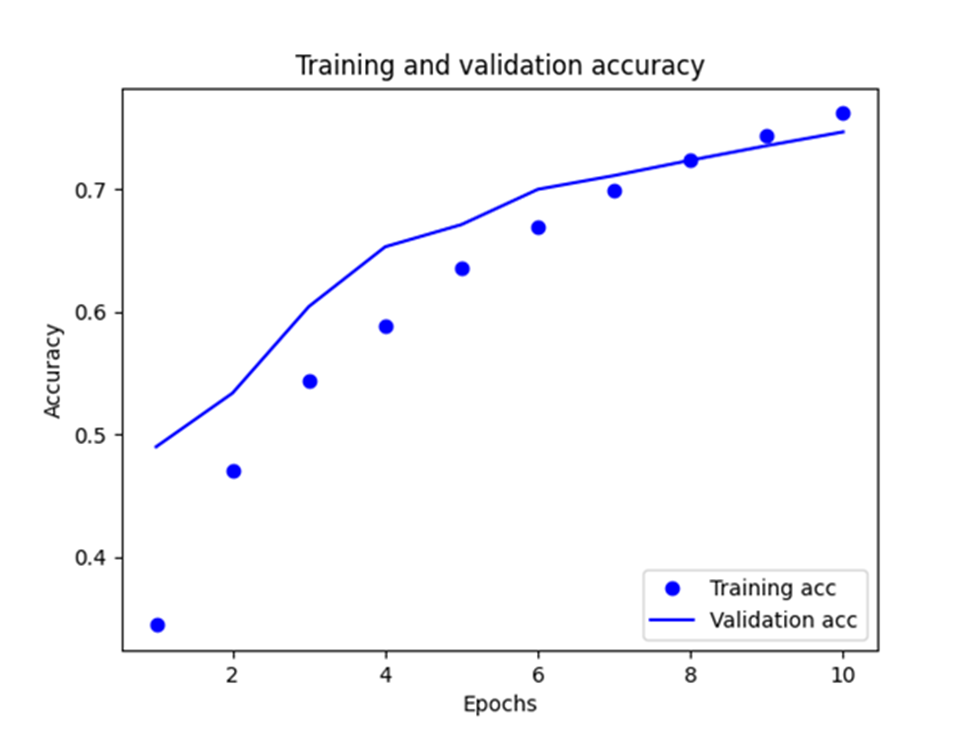 Training and validation accuracy
0.7
0.6
0.5
0.4
Accuracy
Training acc
Validation acc
2 4 6 8 10
Epochs